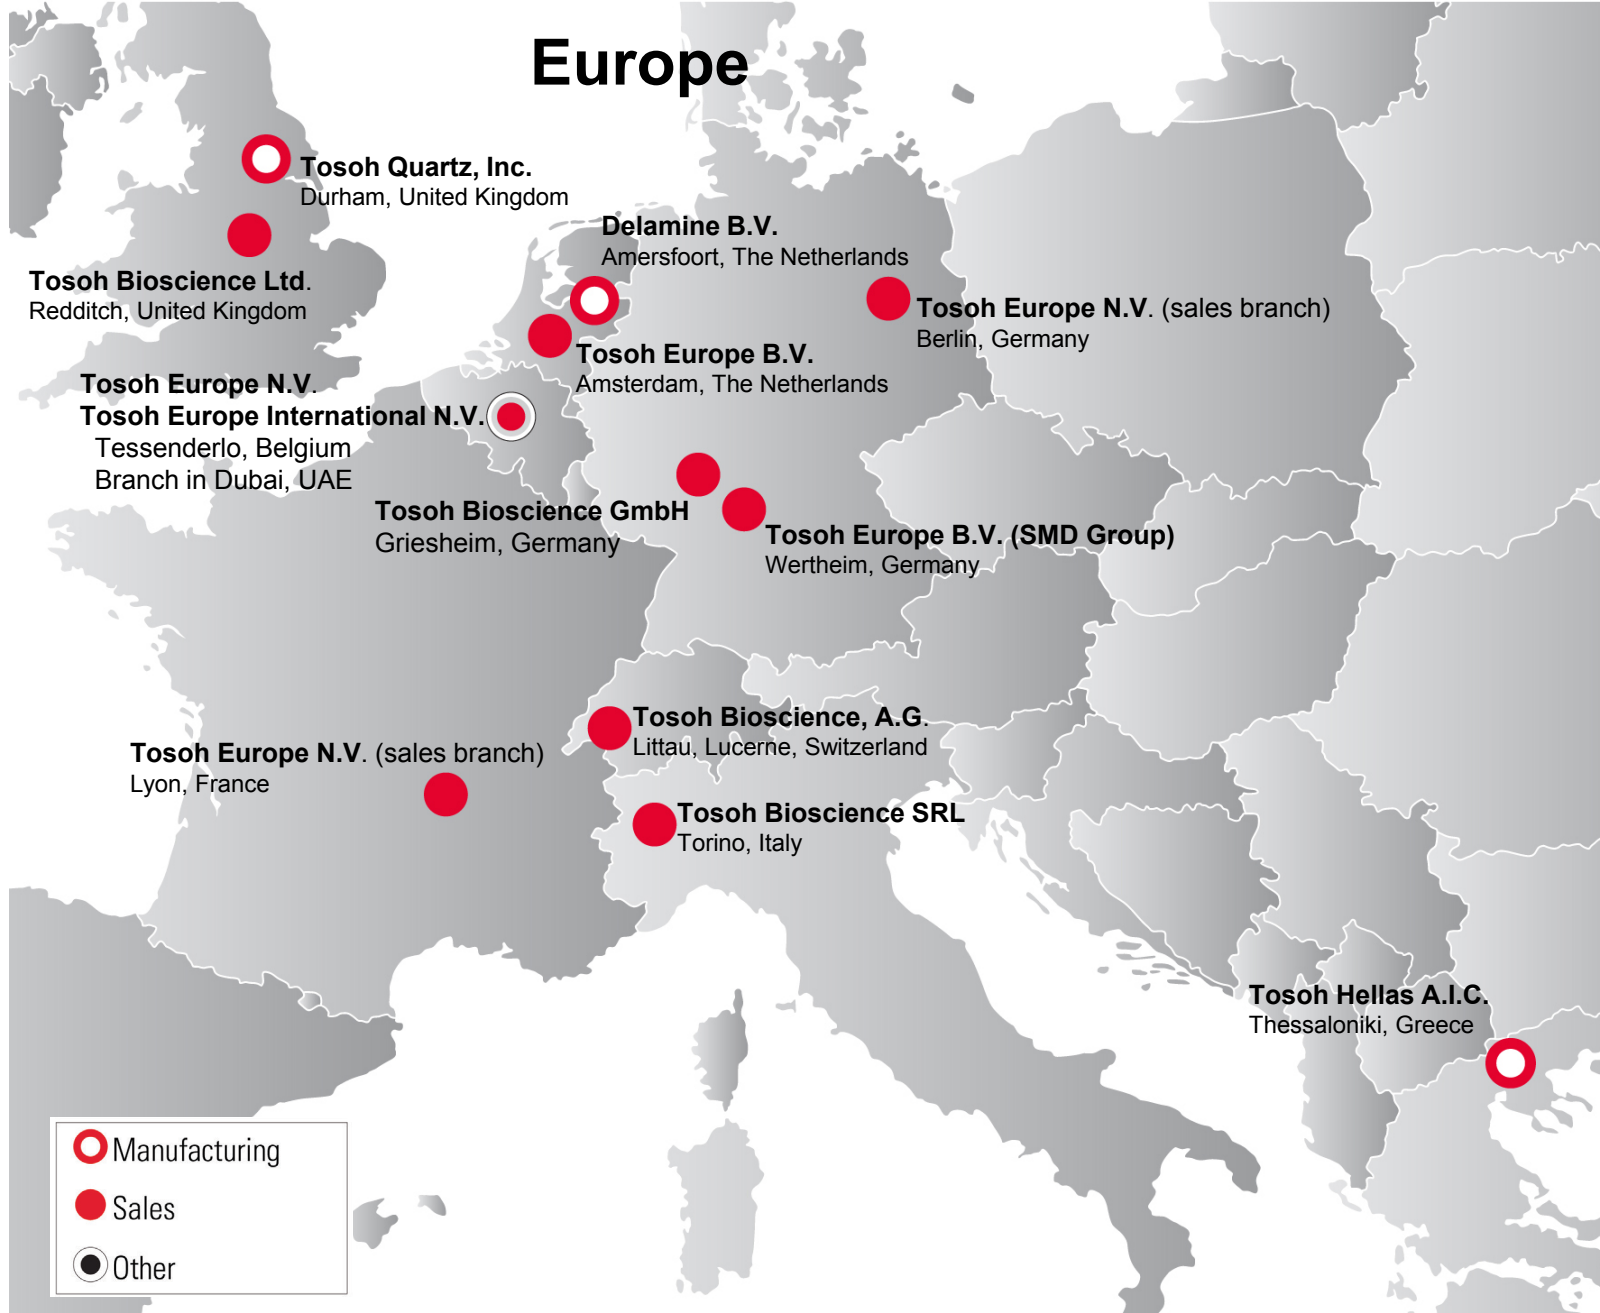 Europe
Tosoh Quartz, Inc.
Durham, United Kingdom
Tosoh Bioscience Ltd.
Redditch, United Kingdom
Delamine B.V.
Amersfoort, The Netherlands
Tosoh Europe N.V. (sales branch)
Berlin, Germany
Tosoh Europe B.V.
Amsterdam, The Netherlands
Tosoh Europe N.V.
Tosoh Europe International N.V.
Tessenderlo, Belgium
Branch in Dubai, UAE
Tosoh Bioscience GmbH
Griesheim, Germany
Tosoh Europe B.V. (SMD Group)
Wertheim, Germany
Tosoh Bioscience, A.G.
Littau, Lucerne, Switzerland
Tosoh Europe N.V. (sales branch)
Lyon, France
Tosoh Bioscience SRL
Torino, Italy
Tosoh Hellas A.I.C.
Thessaloniki, Greece
Manufacturing
Sales
Other